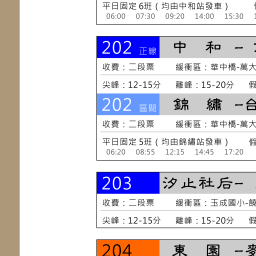 平日固定6班（均由中和站發車）
06:00 07:30 09:20 14:00 15:30
202 正線 中 和 -
收費：二段票 緩衝區：華中橋-萬大
尖峰：12-15分 離峰：15-20分 假
202 區間 錦 繡 -台
收費：二段票 緩衝區：華中橋-萬大
平日固定5班（均由錦繡站發車） 假
06:20 08:55 12:15 14:45 17:20
203 汐止社后-
收費：二段票 緩衝區：玉成國小-饒
尖峰：12-15分 離峰：15-20分 假
204 東 園 -麥